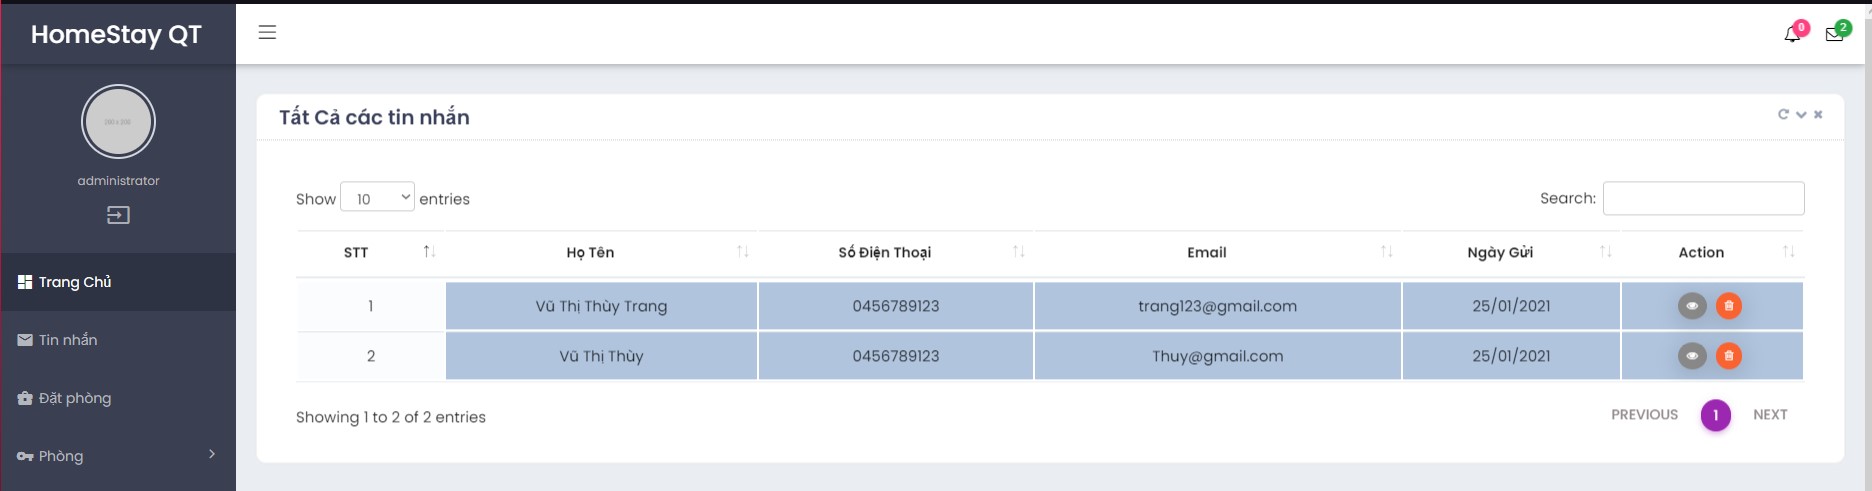 HomeStay QT
0
2
administrator
Trang Chủ
Tin nhắn
Đặt phòng
Phòng
Tất Cả các tin nhắn
Show 10 entries
Search:
STT Họ Tên Số Điện Thoại Email Ngày Gửi Action
1 Vũ Thị Thùy Trang 0456789123 trang123@gmail.com 25/01/2021
2 Vũ Thị Thùy 0456789123 Thuy@gmail.com 25/01/2021
Showing 1 to 2 of 2 entries
PREVIOUS 1 NEXT